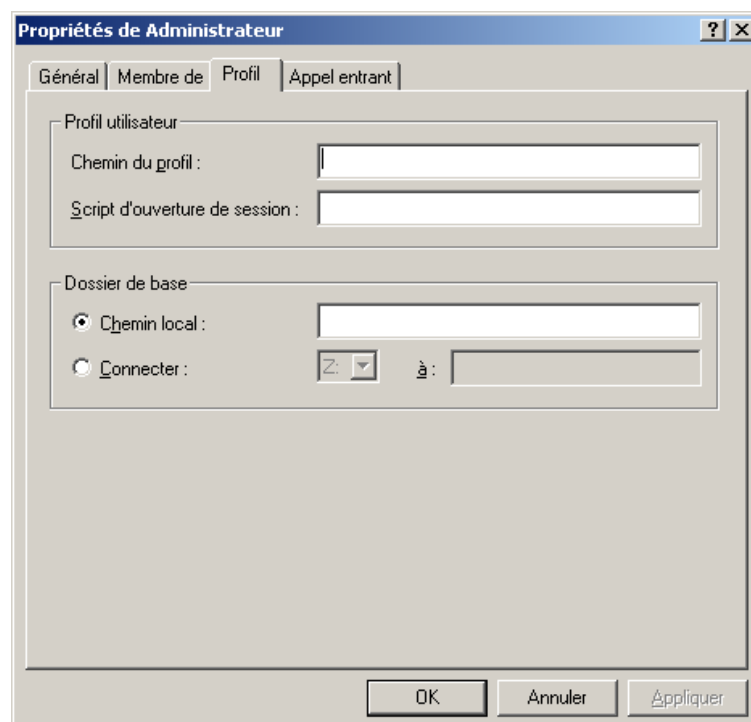 Propriétés de Administrateur
Général Membre de Profil Appel entrant
Profil utilisateur
Chemin du profil :
Script d'ouverture de session :
Dossier de base
Chemin local :
Connecter : Z: à :
OK Annuler Appliquer